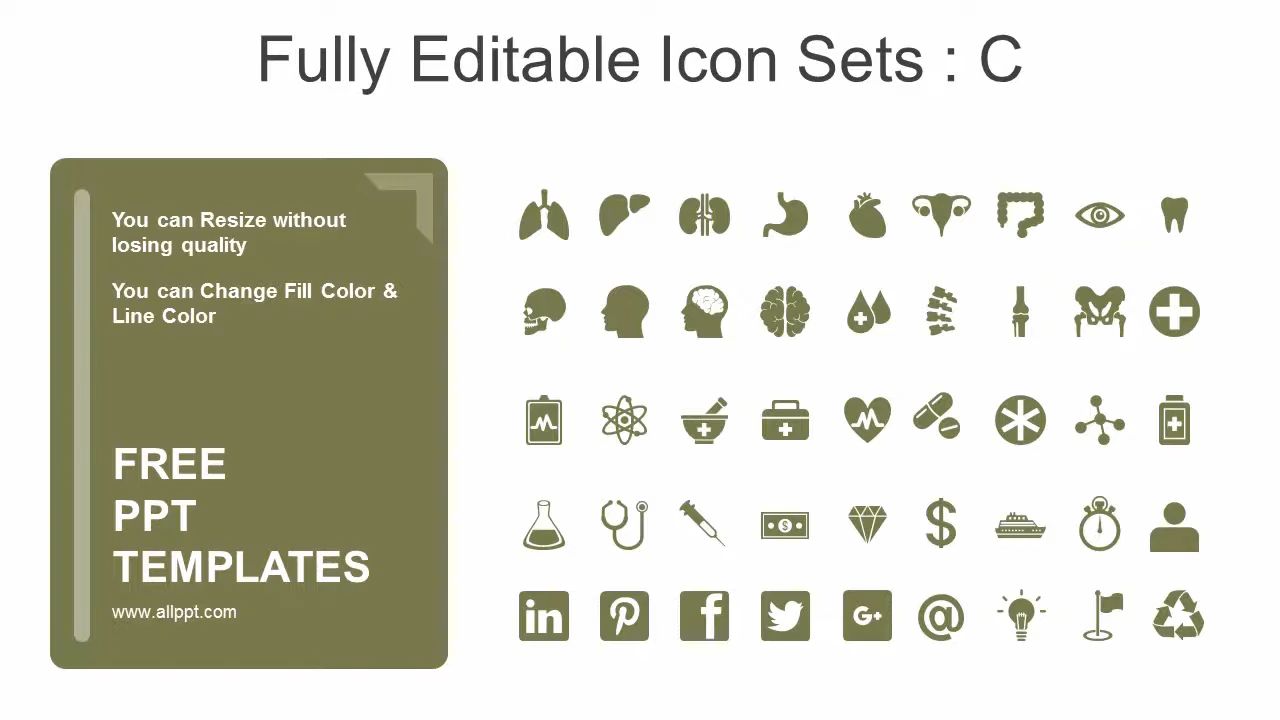 Fully Editable Icon Sets : C
You can Resize without
losing quality
You can Change Fill Color &
Line Color
FREE
PPT
TEMPLATES
www.allppt.com
in
G+
@